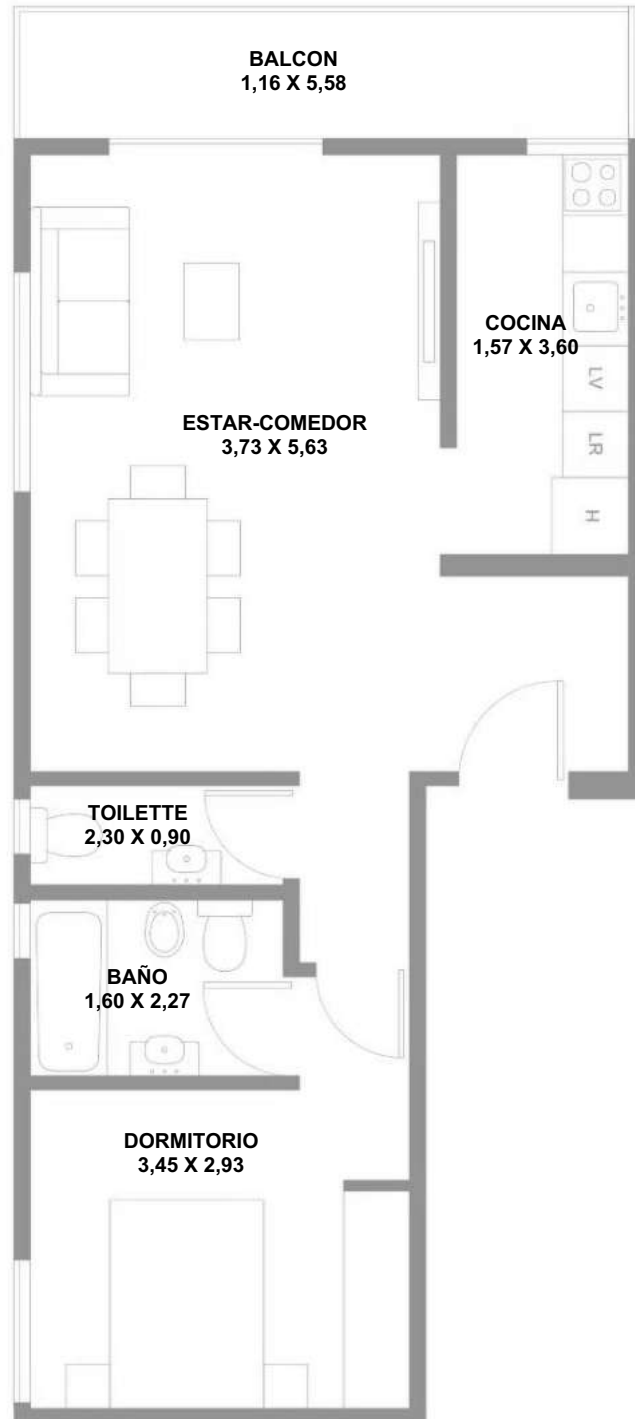 BALCON
1,16 X 5,58
COCINA
1,57 X 3,60
LV
LR
H
ESTAR-COMEDOR
3,73 X 5,63
TOILETTE
2,30 X 0,90
BAÑO
1,60 X 2,27
DORMITORIO
3,45 X 2,93